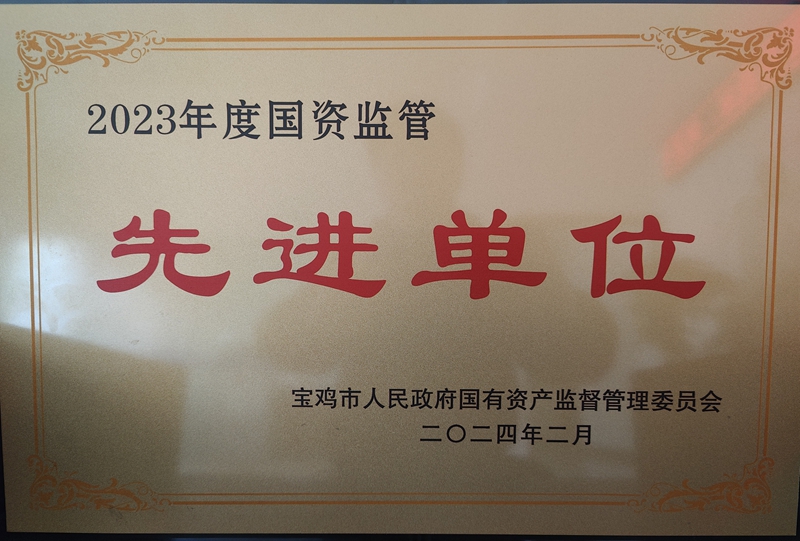 2023年度国资监管
先进单位
宝鸡市人民政府国有资产监督管理委员会
二〇二四年二月